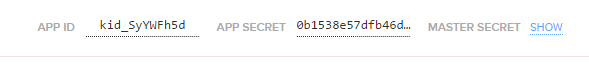 APP ID kid_SyYWFh5d APP SECRET 0b1538e57dfb46d… MASTER SECRET SHOW